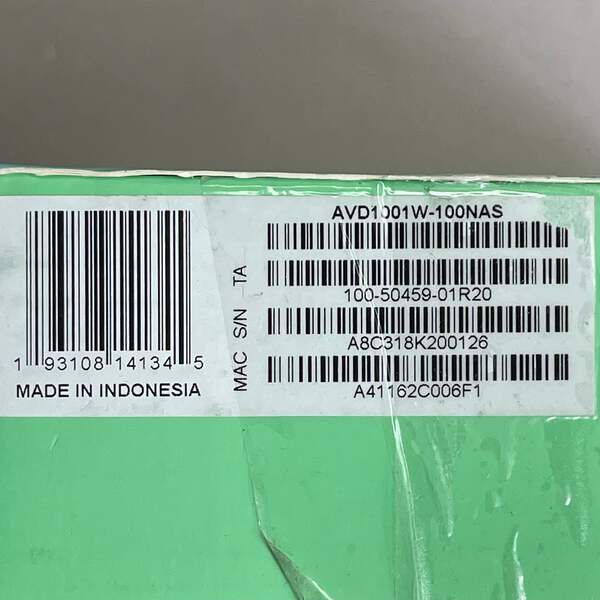 AVD1001W-100NAS
TA
100-50459-01R20
S/N
A8C318K200126
MAC
A41162C006F1
1 93108 14134 5
MADE IN INDONESIA